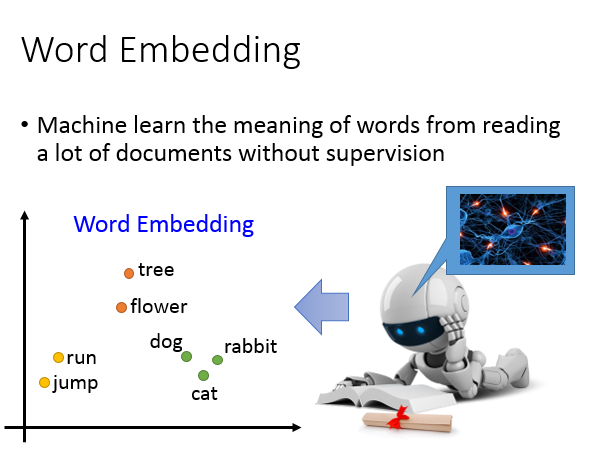 Word Embedding
• Machine learn the meaning of words from reading
a lot of documents without supervision
Word Embedding
tree
flower
dog
rabbit
run
jump
cat